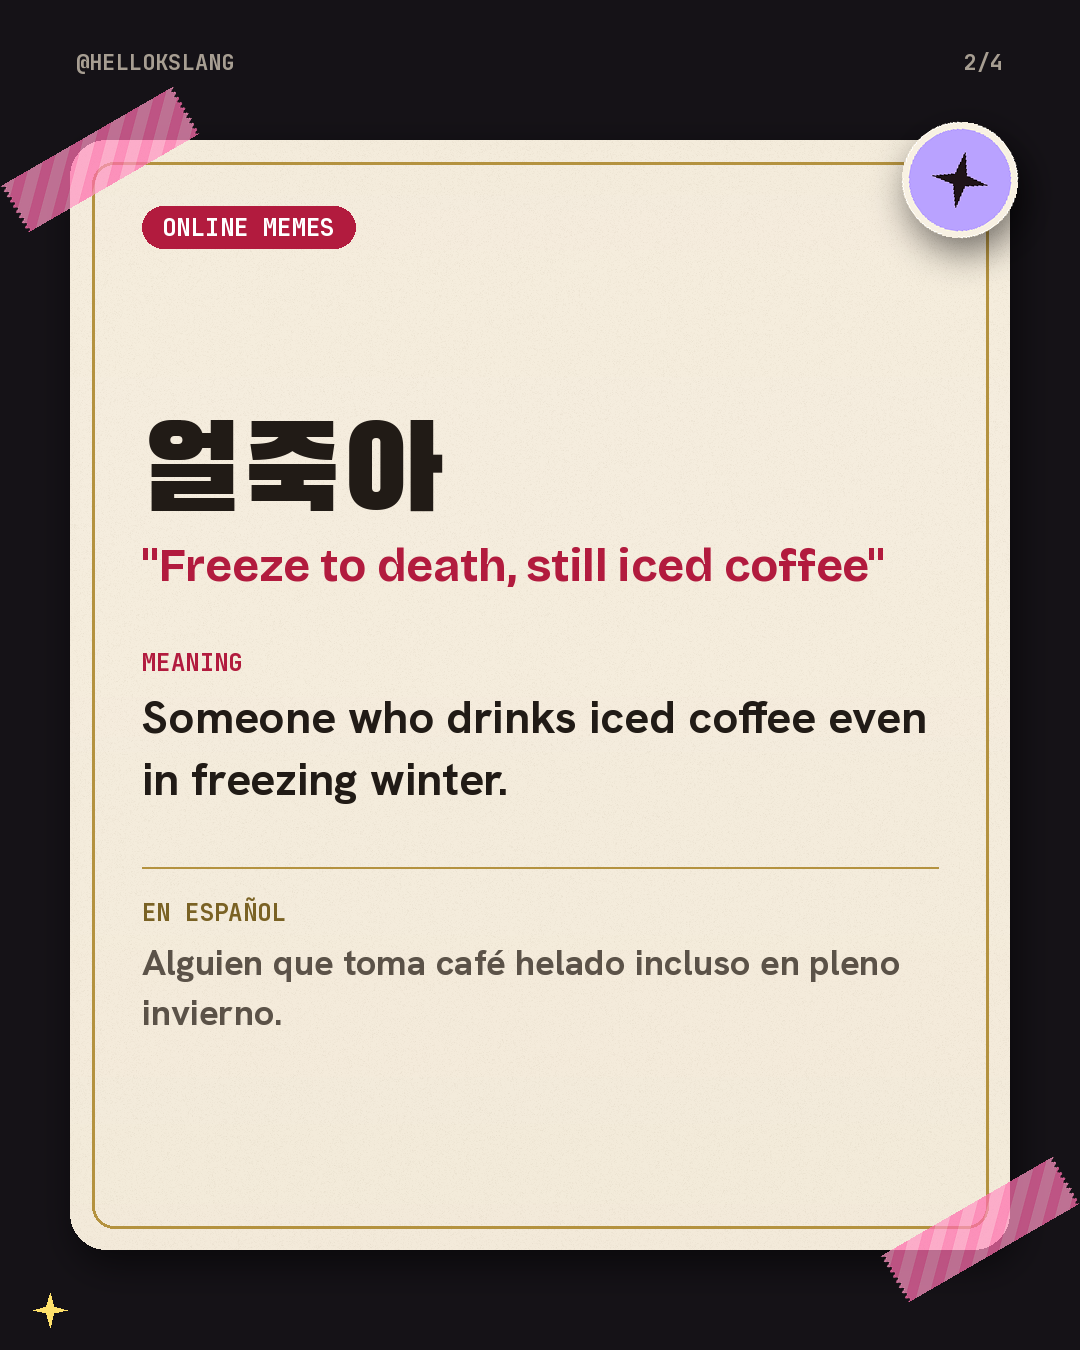 @HELLOKSLANG
2/4
ONLINE MEMES
얼죽아
"Freeze to death, still iced coffee"
MEANING
Someone who drinks iced coffee even
in freezing winter.
EN ESPAÑOL
Alguien que toma café helado incluso en pleno
invierno.